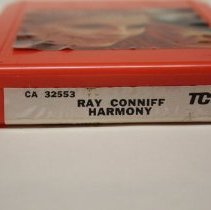 CA 32553
RAY CONNIFF
HARMONY
TC